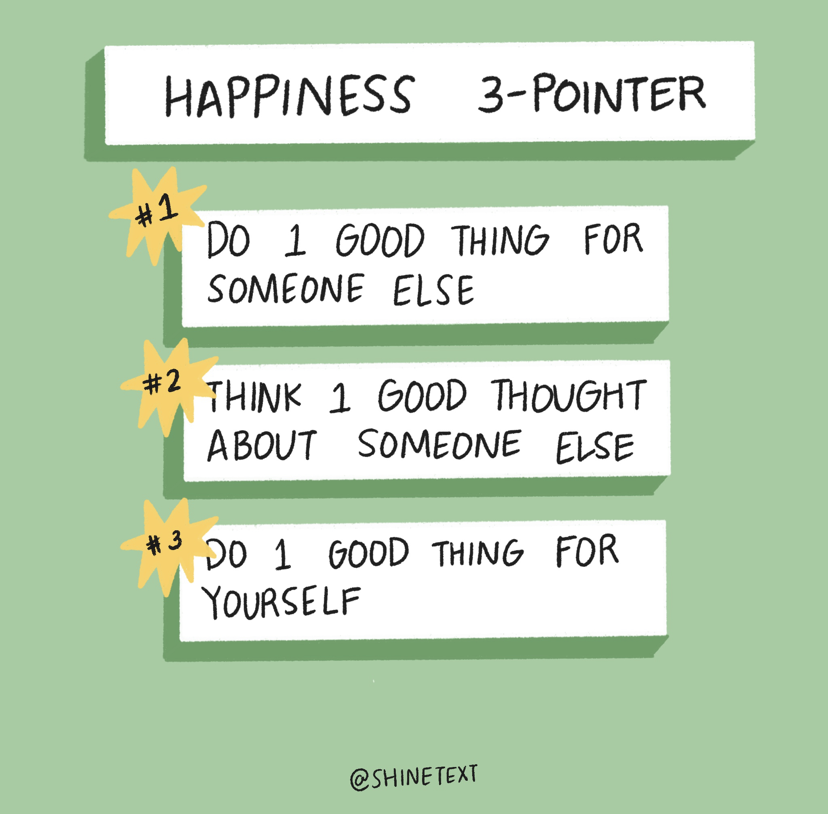 HAPPINESS 3-POINTER
#1
DO 1 GOOD THING FOR
SOMEONE ELSE
#2
THINK 1 GOOD THOUGHT
ABOUT SOMEONE ELSE
#3
DO 1 GOOD THING FOR
YOURSELF
@SHINETEXT